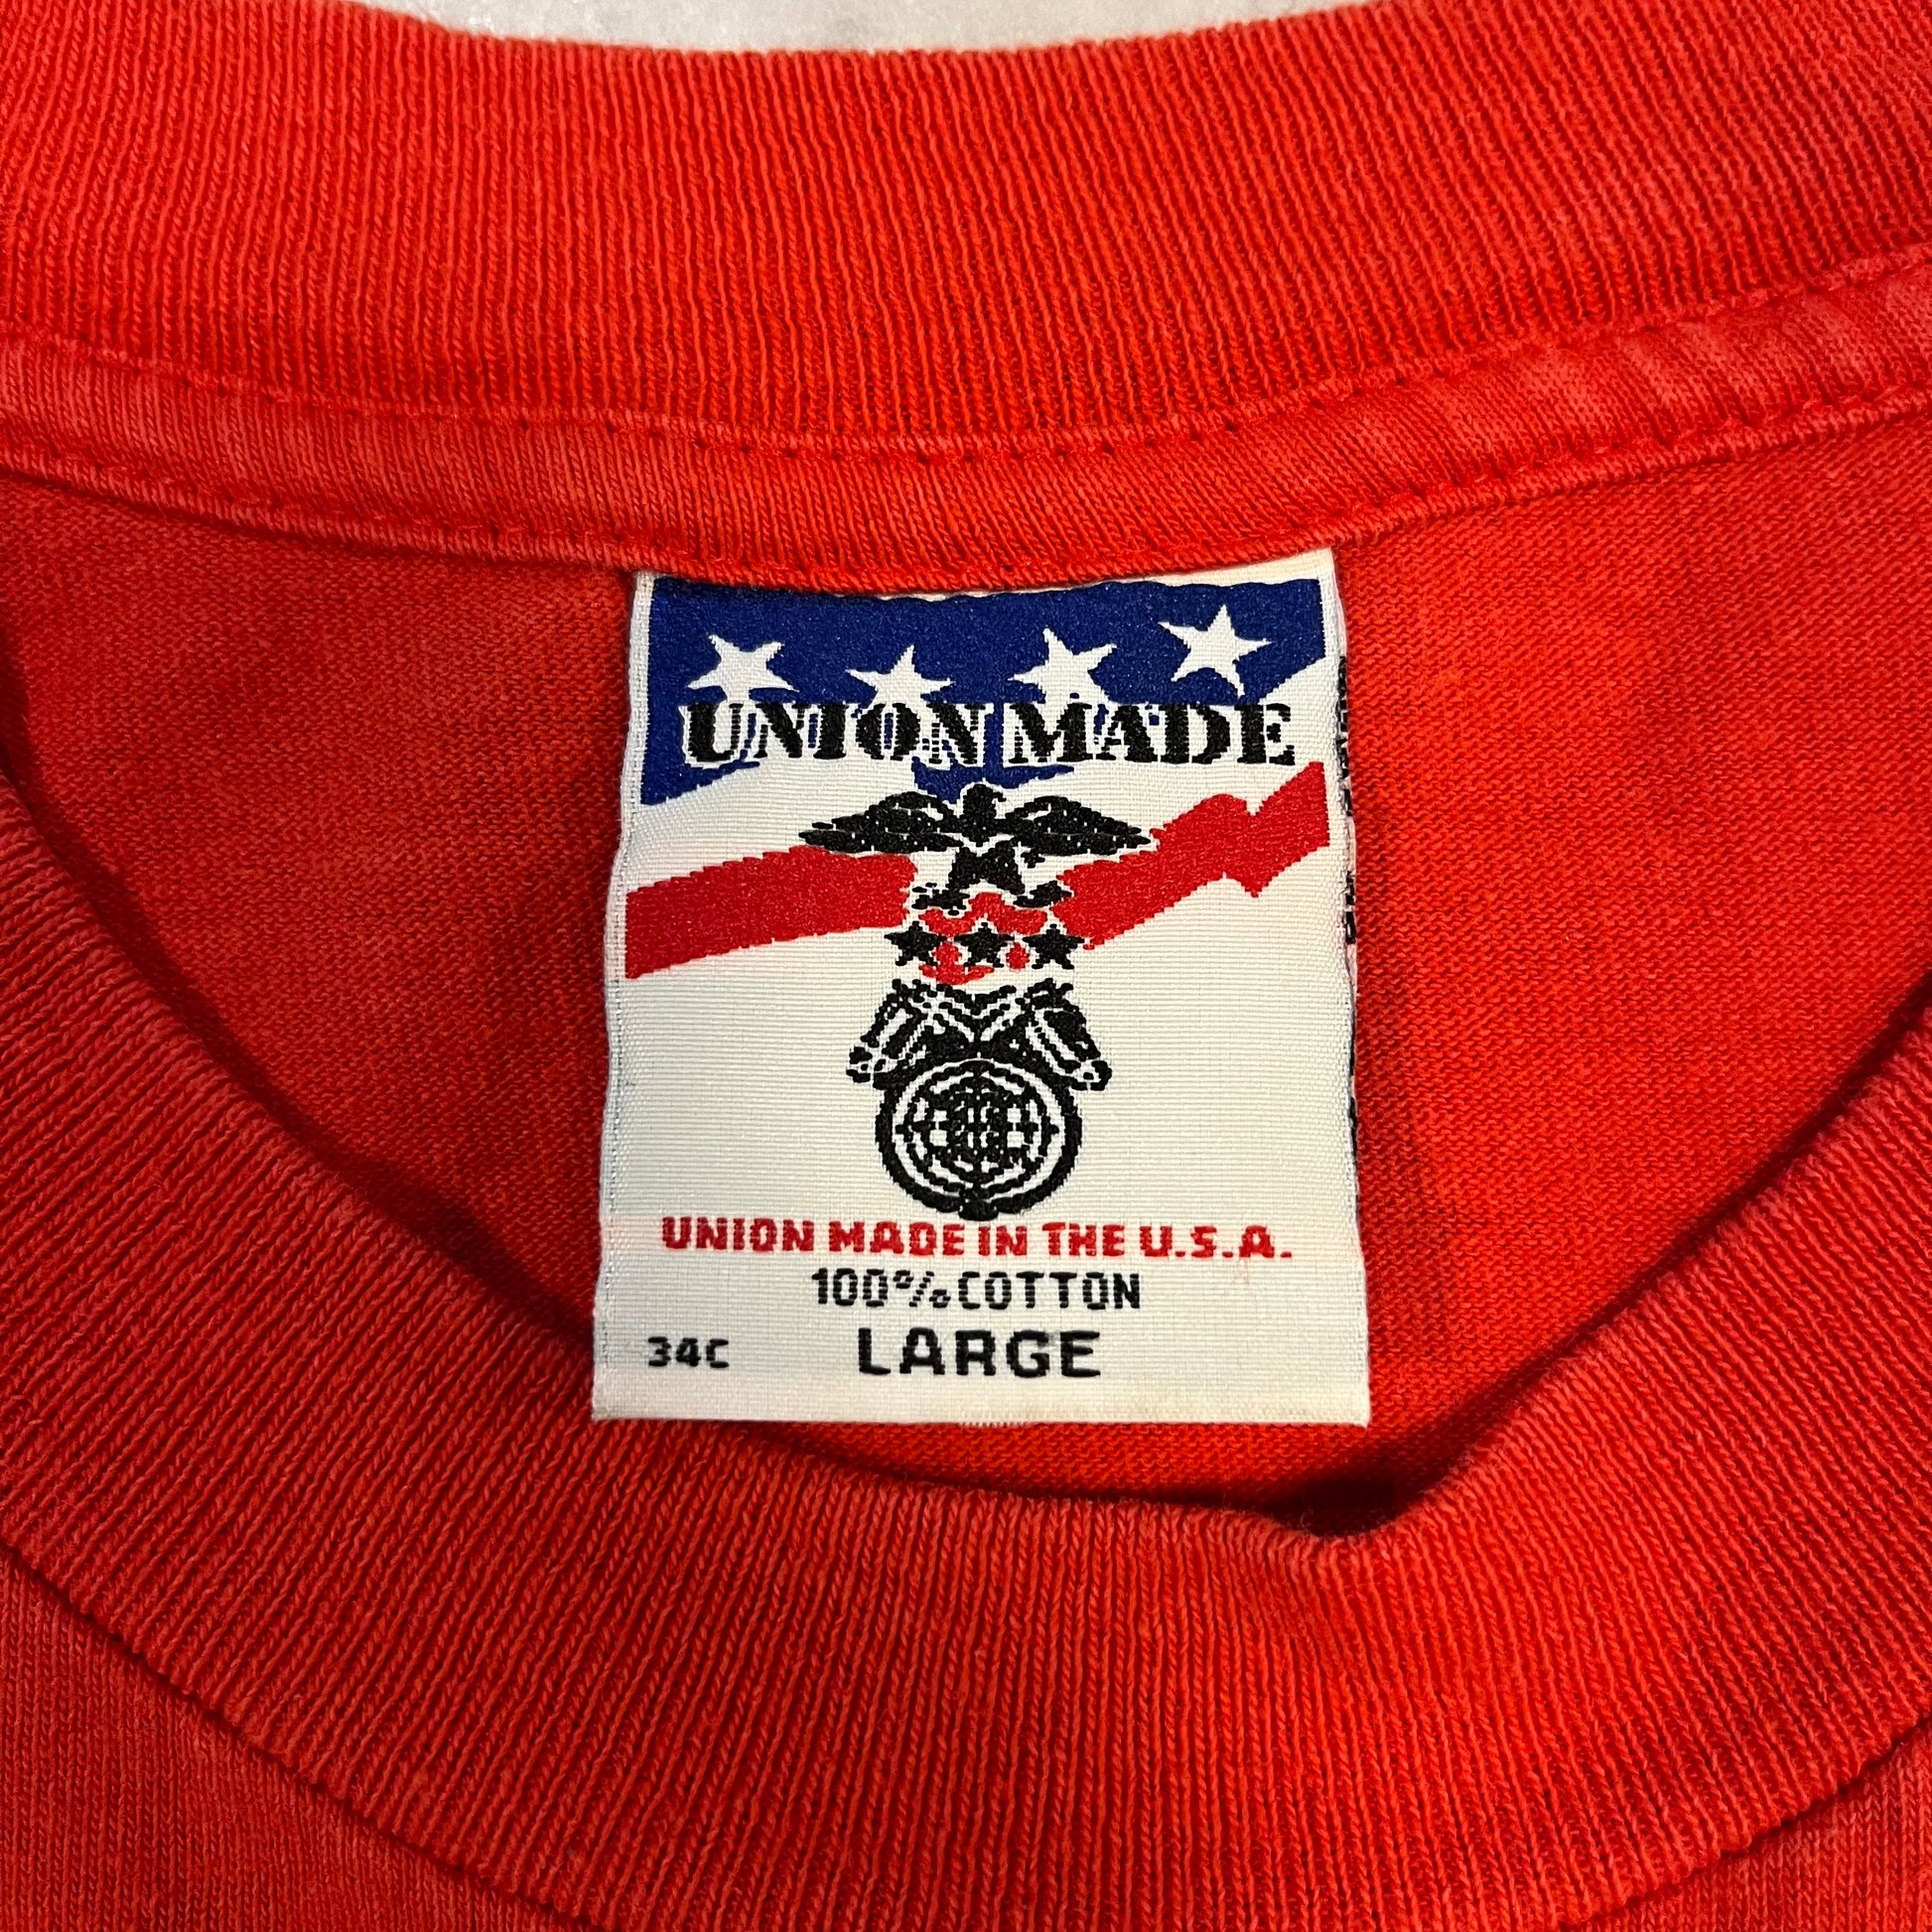 UNION MADE
UNION MADE IN THE U.S.A.
100% COTTON
34C LARGE